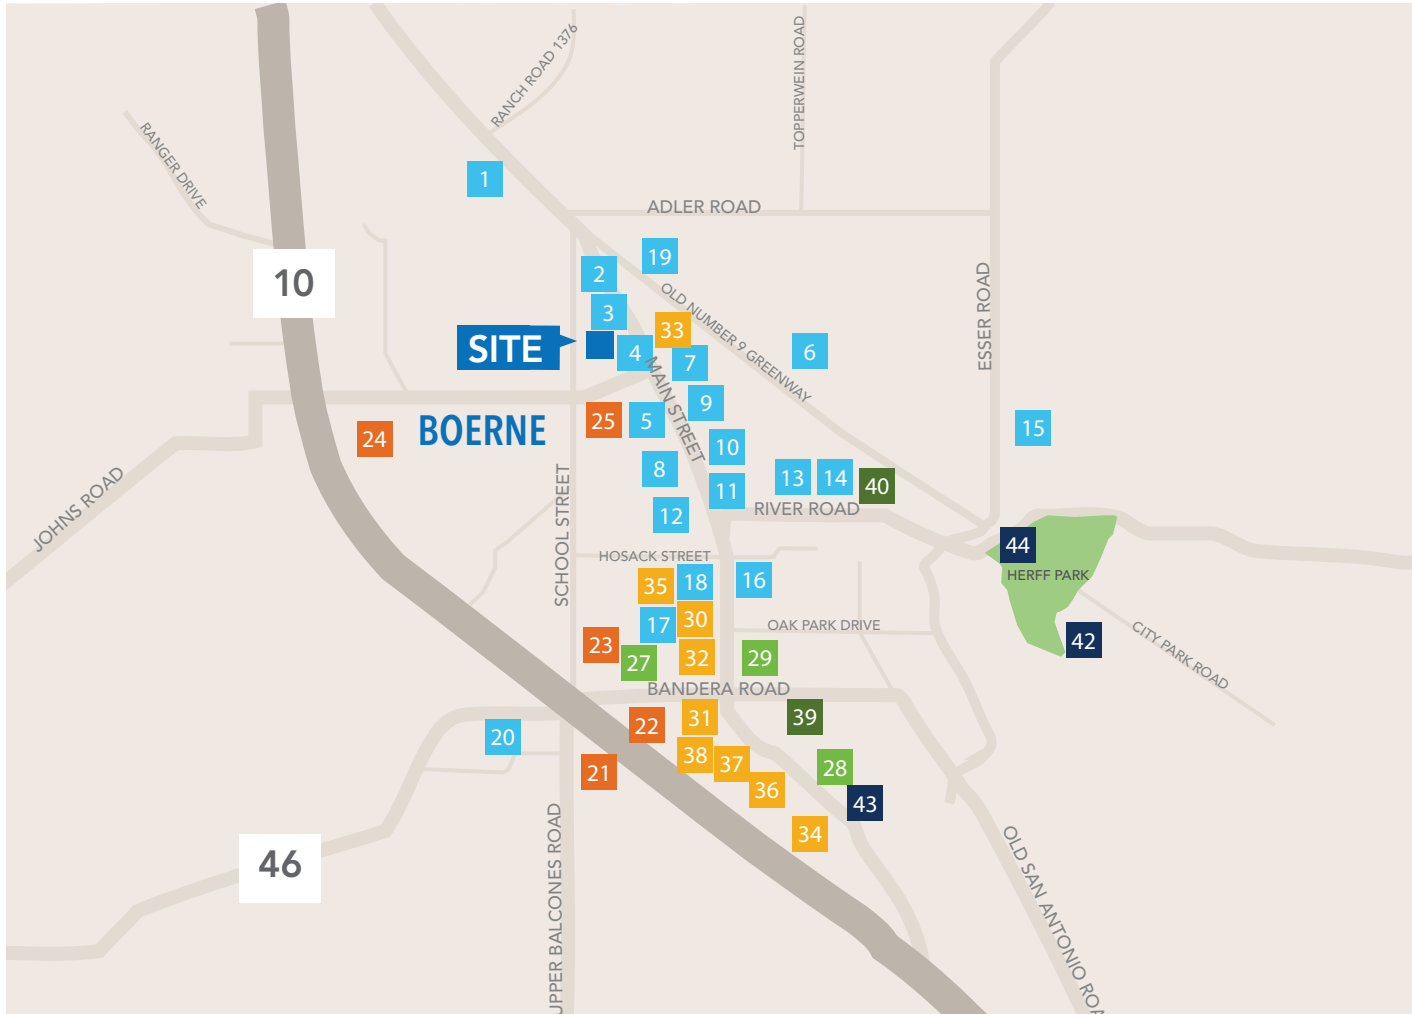 RANCH ROAD 1376
TOPPERWEIN ROAD
RANGER DRIVE
1
ADLER ROAD
19
2
10
OLD NUMBER 9 GREENWAY
ESSER ROAD
3
33
SITE
4
7
6
MAIN STREET
9
25
5
BOERNE
24
15
10
8
13
14
40
11
JOHNS ROAD
RIVER ROAD
12
SCHOOL STREET
44
HOSACK STREET
HERFF PARK
35
18
16
17
30
OAK PARK DRIVE
CITY PARK ROAD
23
42
27
32
29
BANDERA ROAD
31
39
22
20
38
37
28
21
36
43
34
46
UPPER BALCONES ROAD
OLD SAN ANTONIO ROA